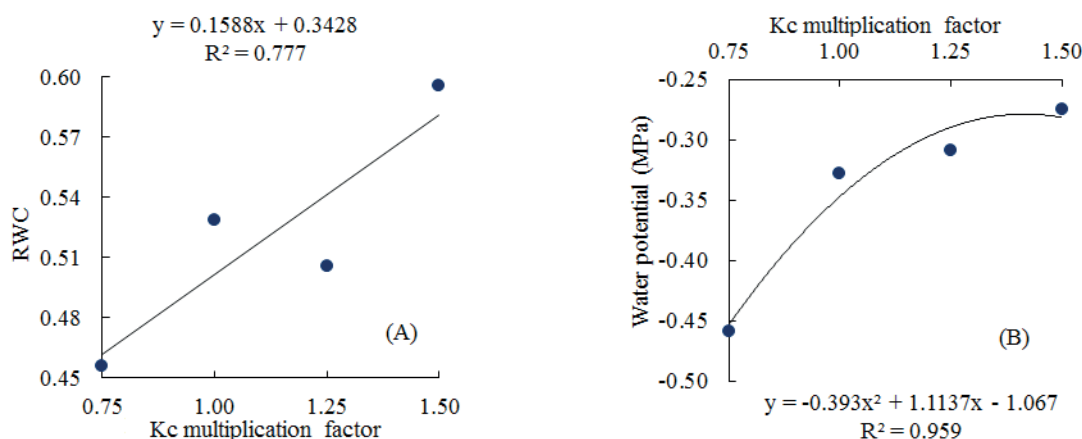 y = 0.1588x + 0.3428
R² = 0.777
0.60
0.57
0.54
0.51
0.48
0.45
RWC
(A)
0.75 1.00 1.25 1.50
Kc multiplication factor
Kc multiplication factor
0.75 1.00 1.25 1.50
-0.25
-0.30
-0.35
-0.40
-0.45
-0.50
Water potential (MPa)
(B)
y = -0.393x² + 1.1137x - 1.067
R² = 0.959